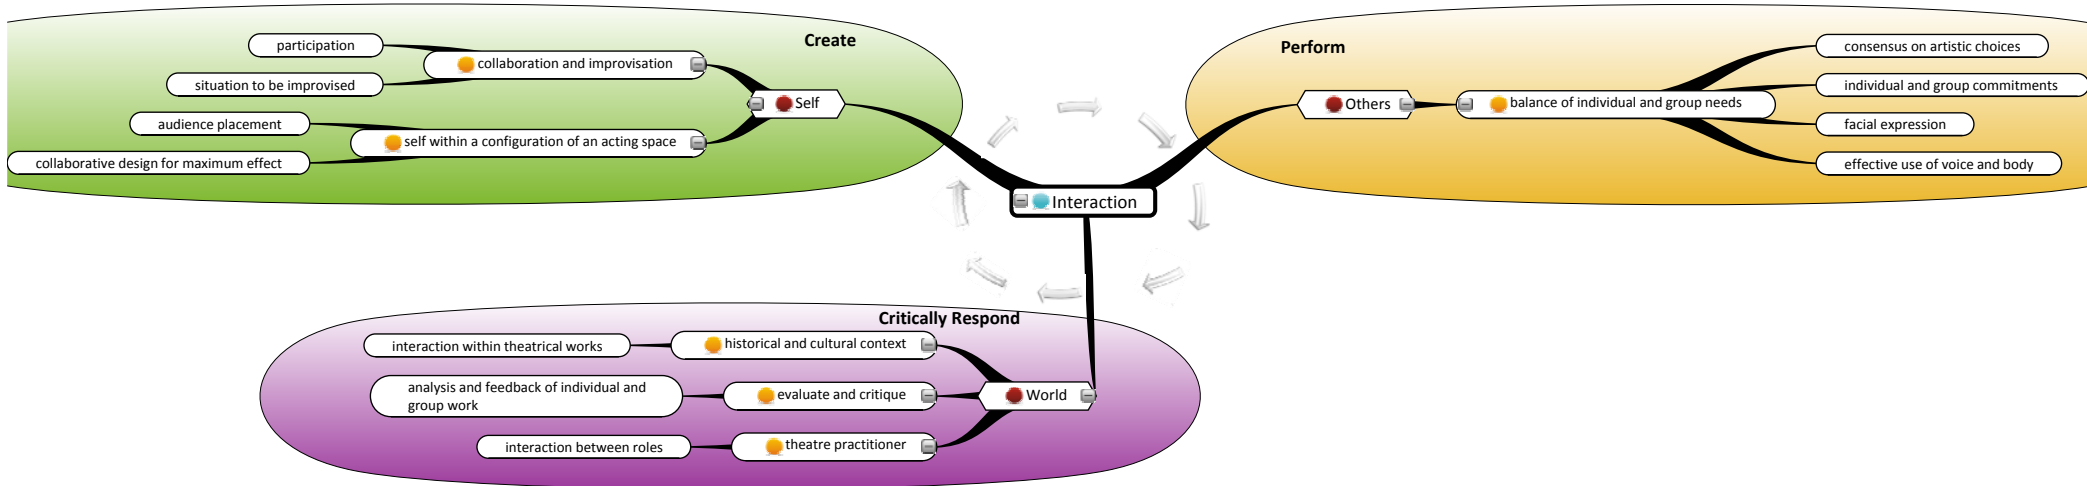 Create
participation
collaboration and improvisation
situation to be improvised
Self
audience placement
self within a configuration of an acting space
collaborative design for maximum effect
Perform
consensus on artistic choices
individual and group commitments
Others
balance of individual and group needs
facial expression
effective use of voice and body
Interaction
Critically Respond
interaction within theatrical works
historical and cultural context
analysis and feedback of individual and
group work
evaluate and critique
World
interaction between roles
theatre practitioner